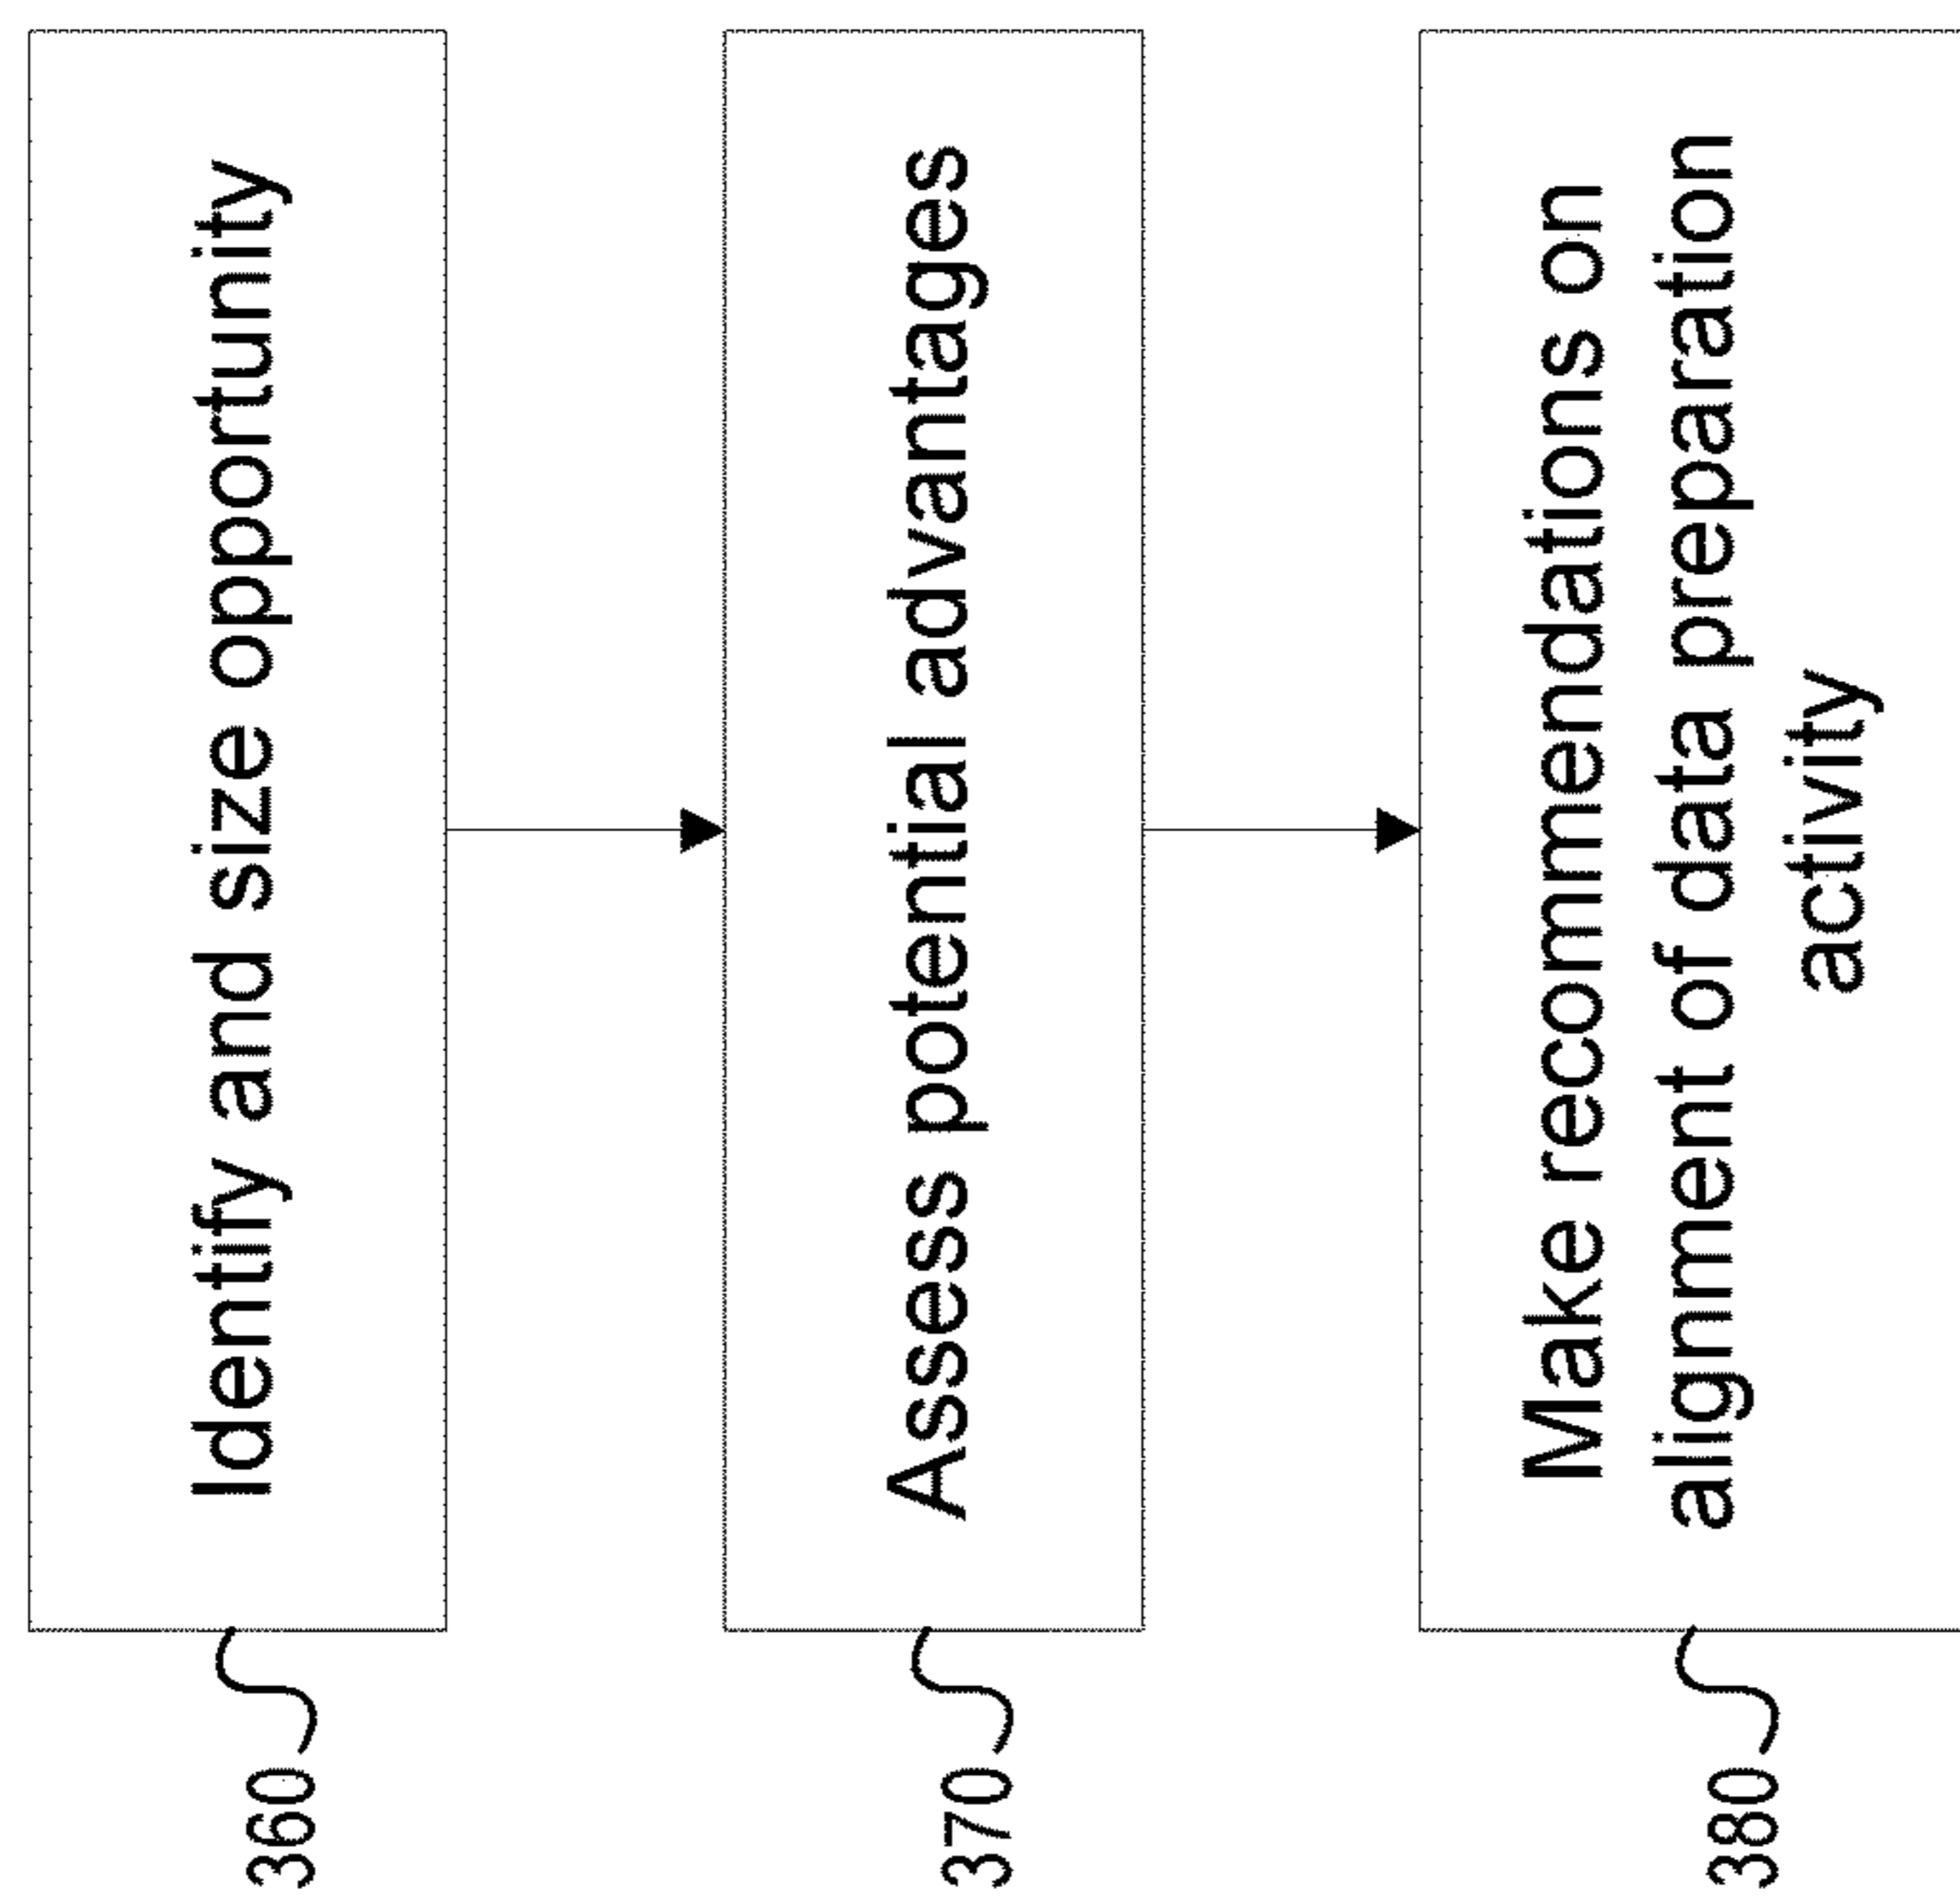 360
Identify and size opportunity
370
Assess potential advantages
380
Make recommendations on
alignment of data preparation
activity